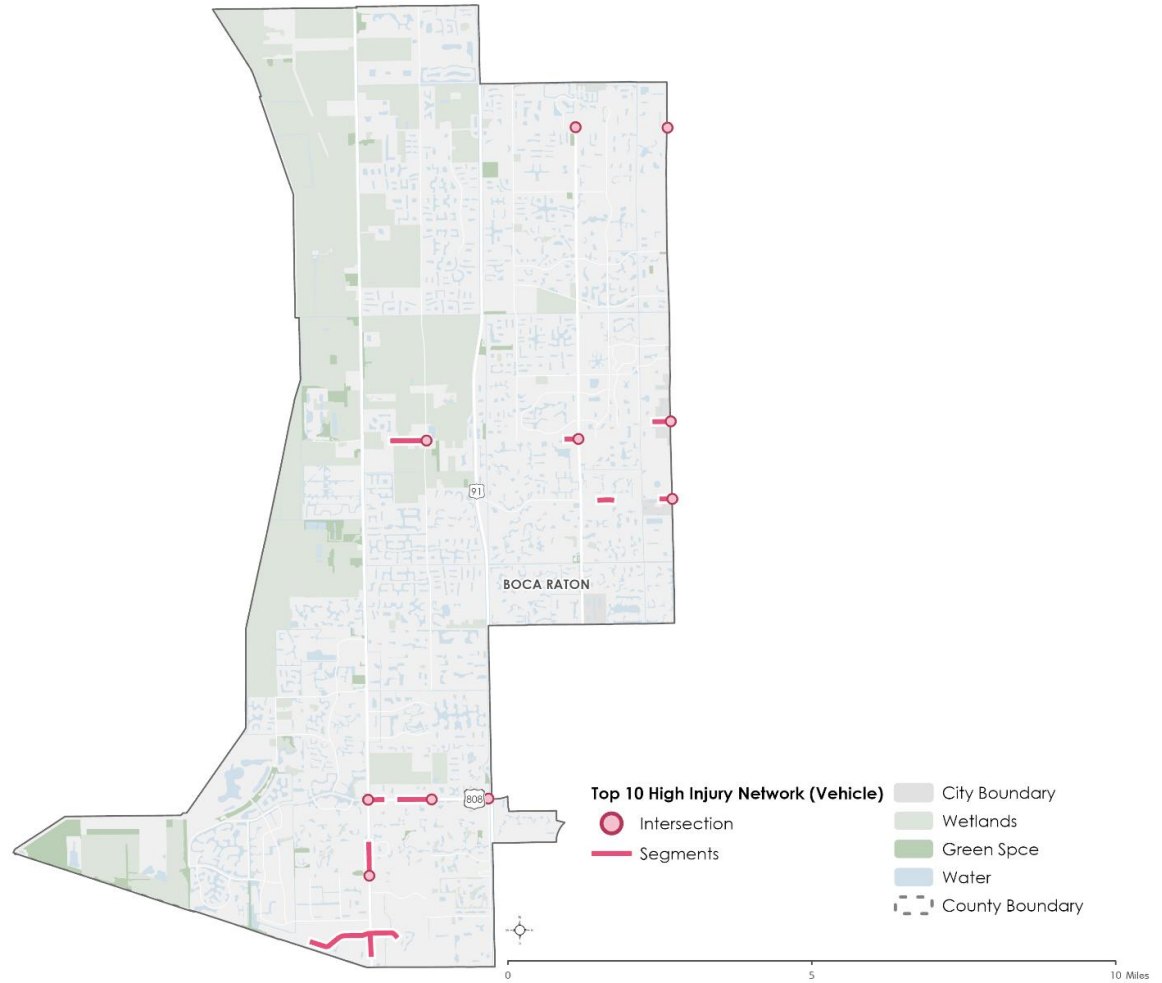 91
BOCA RATON
808
Top 10 High Injury Network (Vehicle)
Intersection
Segments
City Boundary
Wetlands
Green Spce
Water
County Boundary
0
5
10 Miles